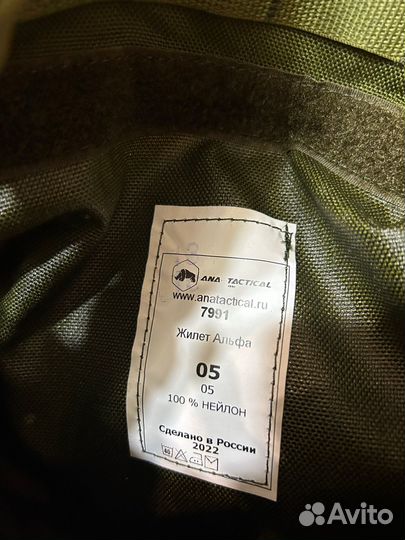 ANA TACTICAL
www.anatactical.ru
7991
Жилет Альфа
05
05
100 % НЕЙЛОН
Сделано в России
2022
Avito